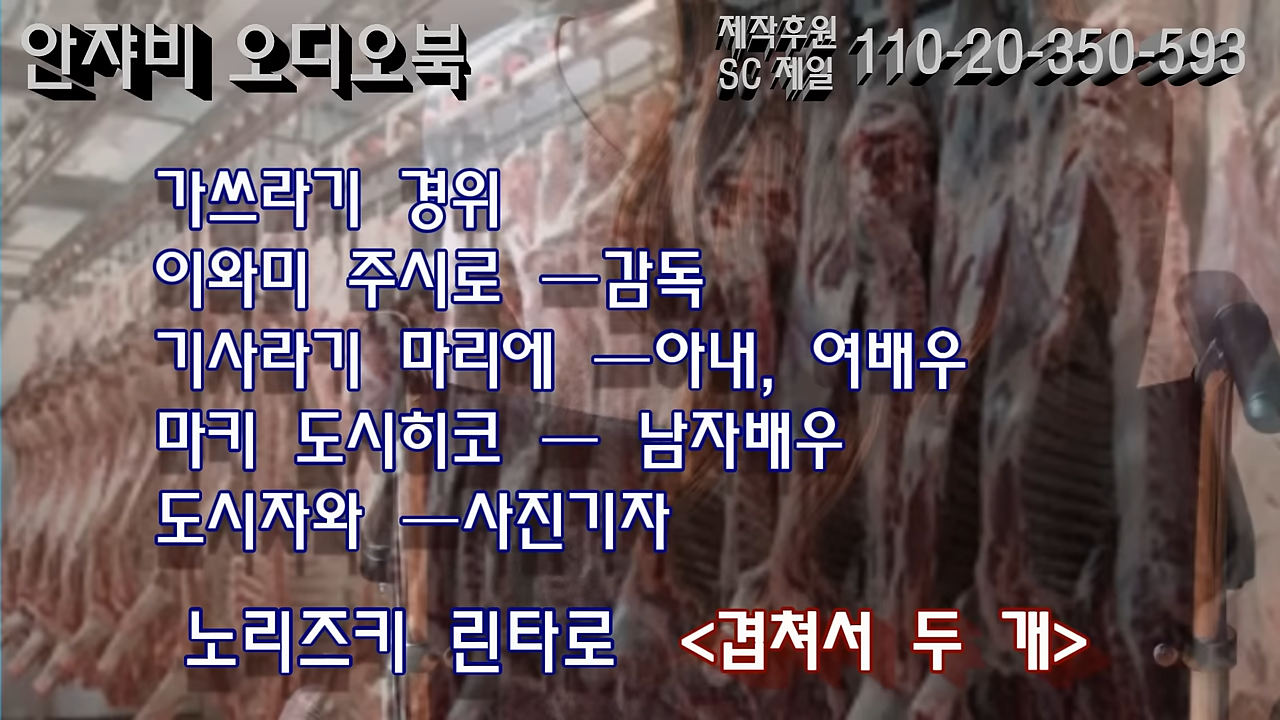 안쟈비 오디오북
제작후원
SC 제일
110-20-350-593
가쓰라기 경위
이와미 주시로 —감독
기사라기 마리에 —아내, 여배우
마키 도시히코 — 남자배우
도시자와 —사진기자
노리즈키 린타로 <겹쳐서 두 개>